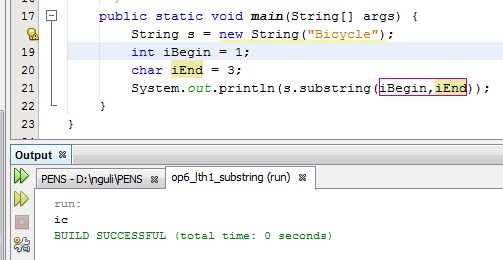 17 public static void main(String[] args) {
String s = new String("Bicycle");
19 int iBegin = 1;
20 char iEnd = 3;
21 System.out.println(s.substring(iBegin,iEnd));
22 }
23 }
Output
PENS - D:\nguli\PENS op6_lth1_substring (run)
run:
ic
BUILD SUCCESSFUL (total time: 0 seconds)